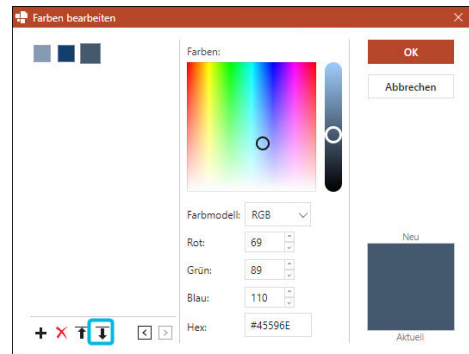 Farben bearbeiten
Farben:
OK
Abbrechen
Farbmodell: RGB
Rot: 69
Grün: 89
Blau: 110
Hex: #45596E
Neu
Aktuell